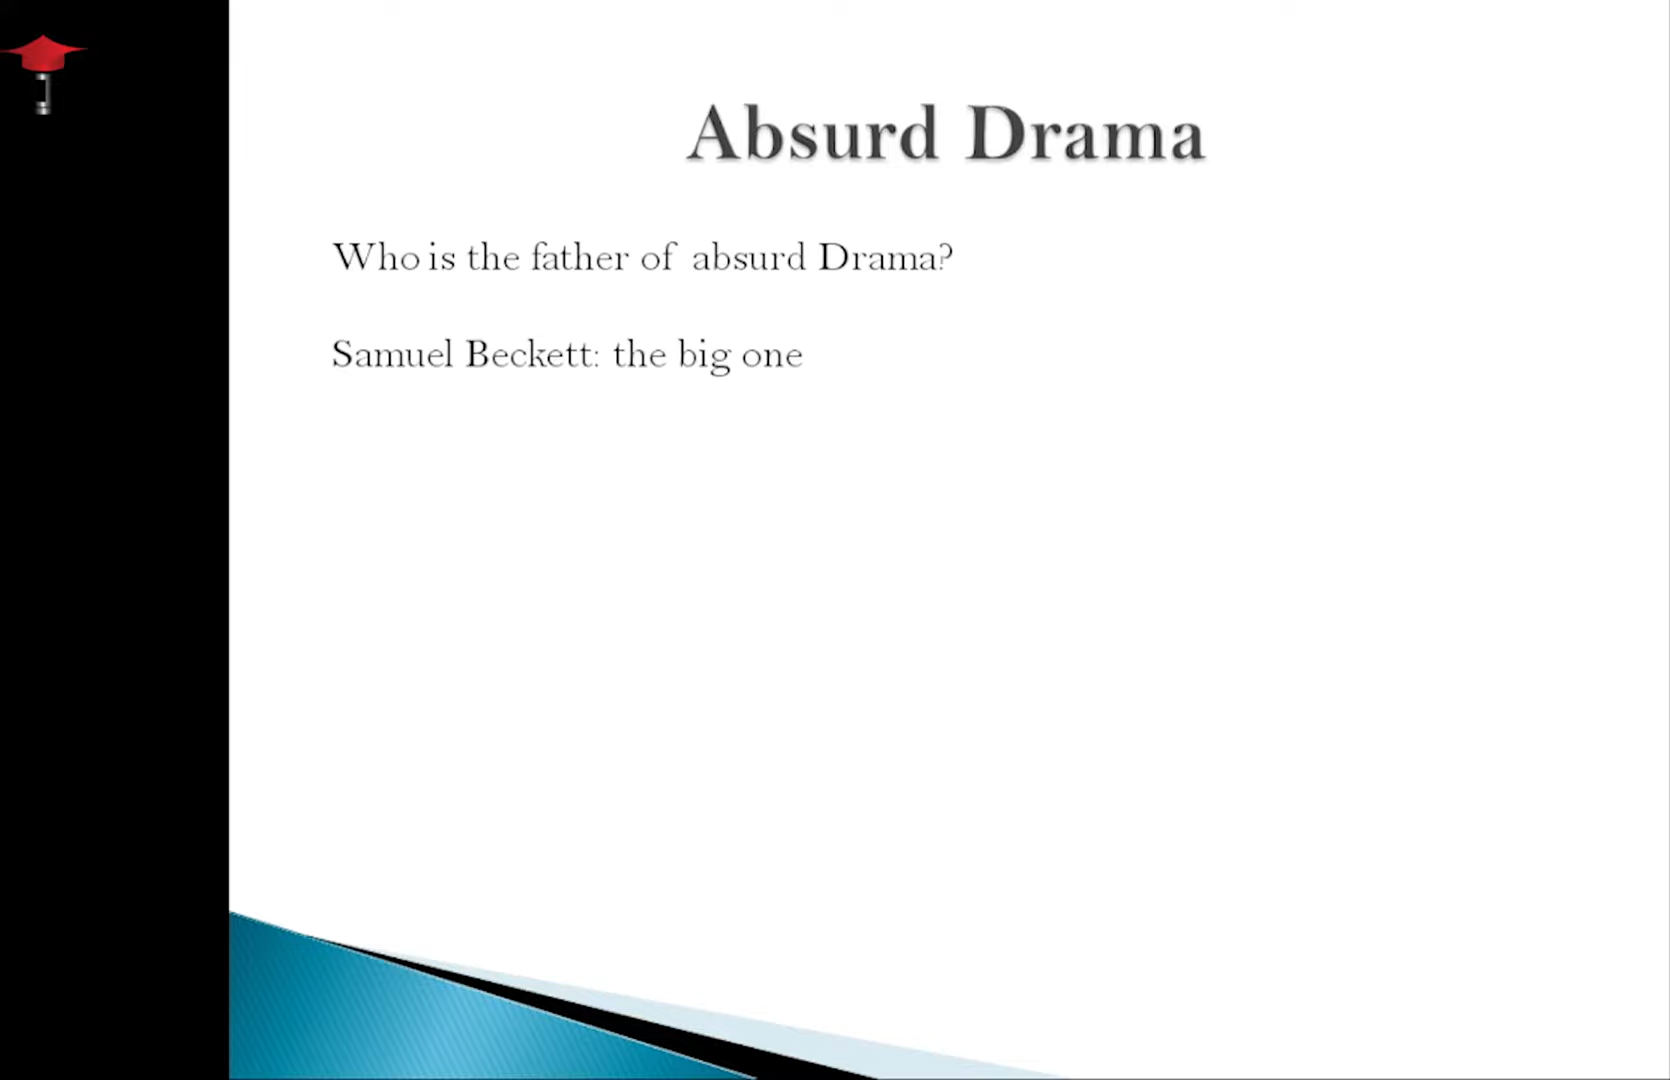 Absurd Drama
Who is the father of absurd Drama?
Samuel Beckett: the big one